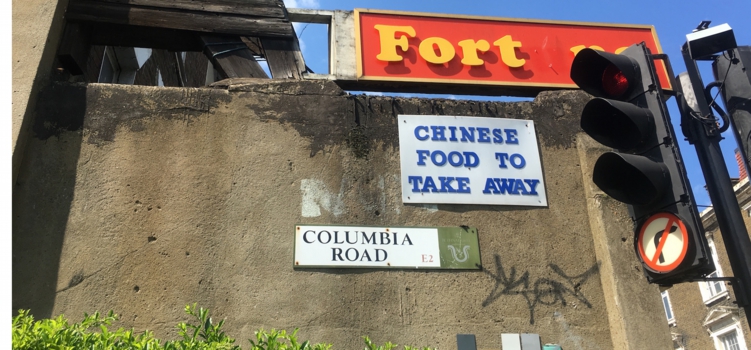 Fort
CHINESE
FOOD TO
TAKE AWAY
COLUMBIA
ROAD
E2